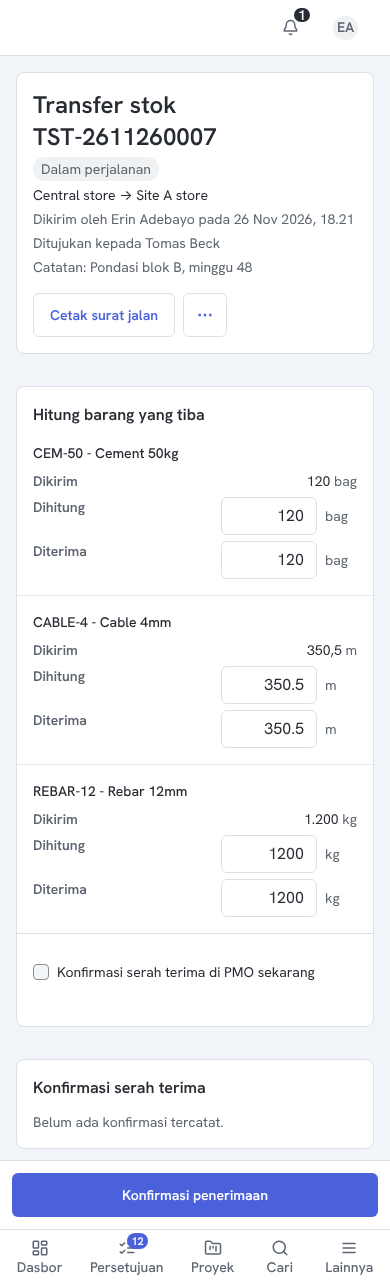 1
EA
Transfer stok
TST-2611260007
Dalam perjalanan
Central store → Site A store
Dikirim oleh Erin Adebayo pada 26 Nov 2026, 18.21
Ditujukan kepada Tomas Beck
Catatan: Pondasi blok B, minggu 48
Cetak surat jalan
...
Hitung barang yang tiba
CEM-50 - Cement 50kg
Dikirim 120 bag
Dihitung 120 bag
Diterima 120 bag
CABLE-4 - Cable 4mm
Dikirim 350,5 m
Dihitung 350.5 m
Diterima 350.5 m
REBAR-12 - Rebar 12mm
Dikirim 1.200 kg
Dihitung 1200 kg
Diterima 1200 kg
Konfirmasi serah terima di PMO sekarang
Konfirmasi serah terima
Belum ada konfirmasi tercatat.
Konfirmasi penerimaan
12
Dasbor Persetujuan Proyek Cari Lainnya